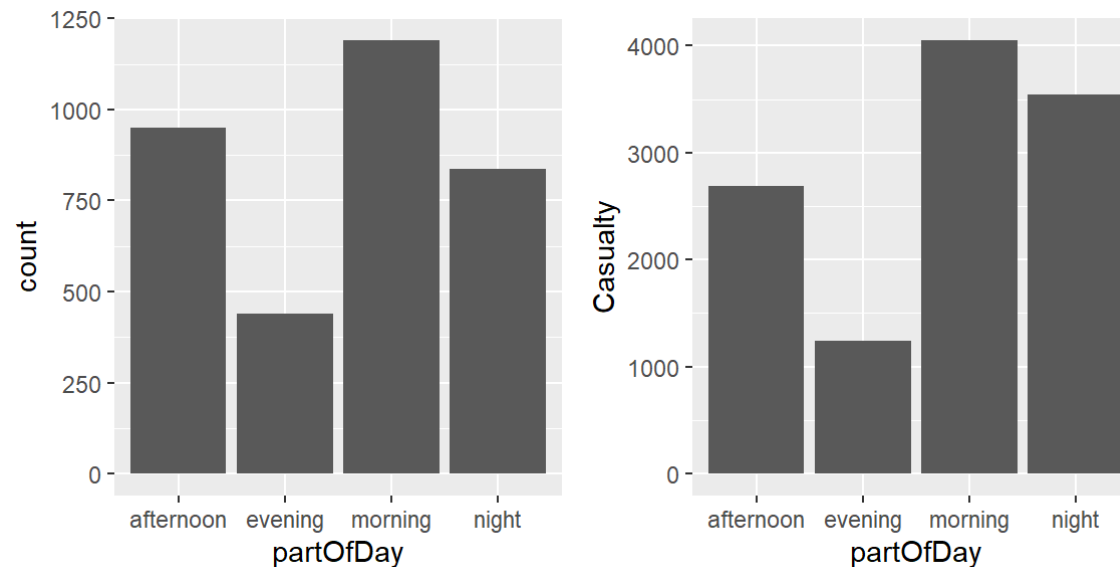 count
1250
1000
750
500
250
0
afternoon evening morning night
partOfDay
Casualty
4000
3000
2000
1000
0
afternoon evening morning night
partOfDay